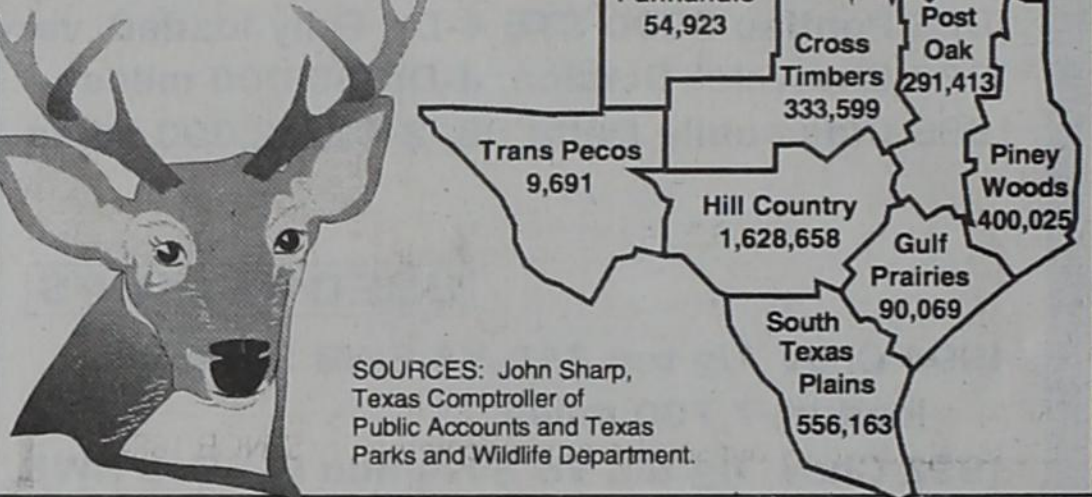 54,923
Cross
Timbers
333,599
Post
Oak
291,413
Trans Pecos
9,691
Hill Country
1,628,658
Piney
Woods
400,025
Gulf
Prairies
90,069
South
Texas
Plains
556,163
SOURCES: John Sharp,
Texas Comptroller of
Public Accounts and Texas
Parks and Wildlife Department.